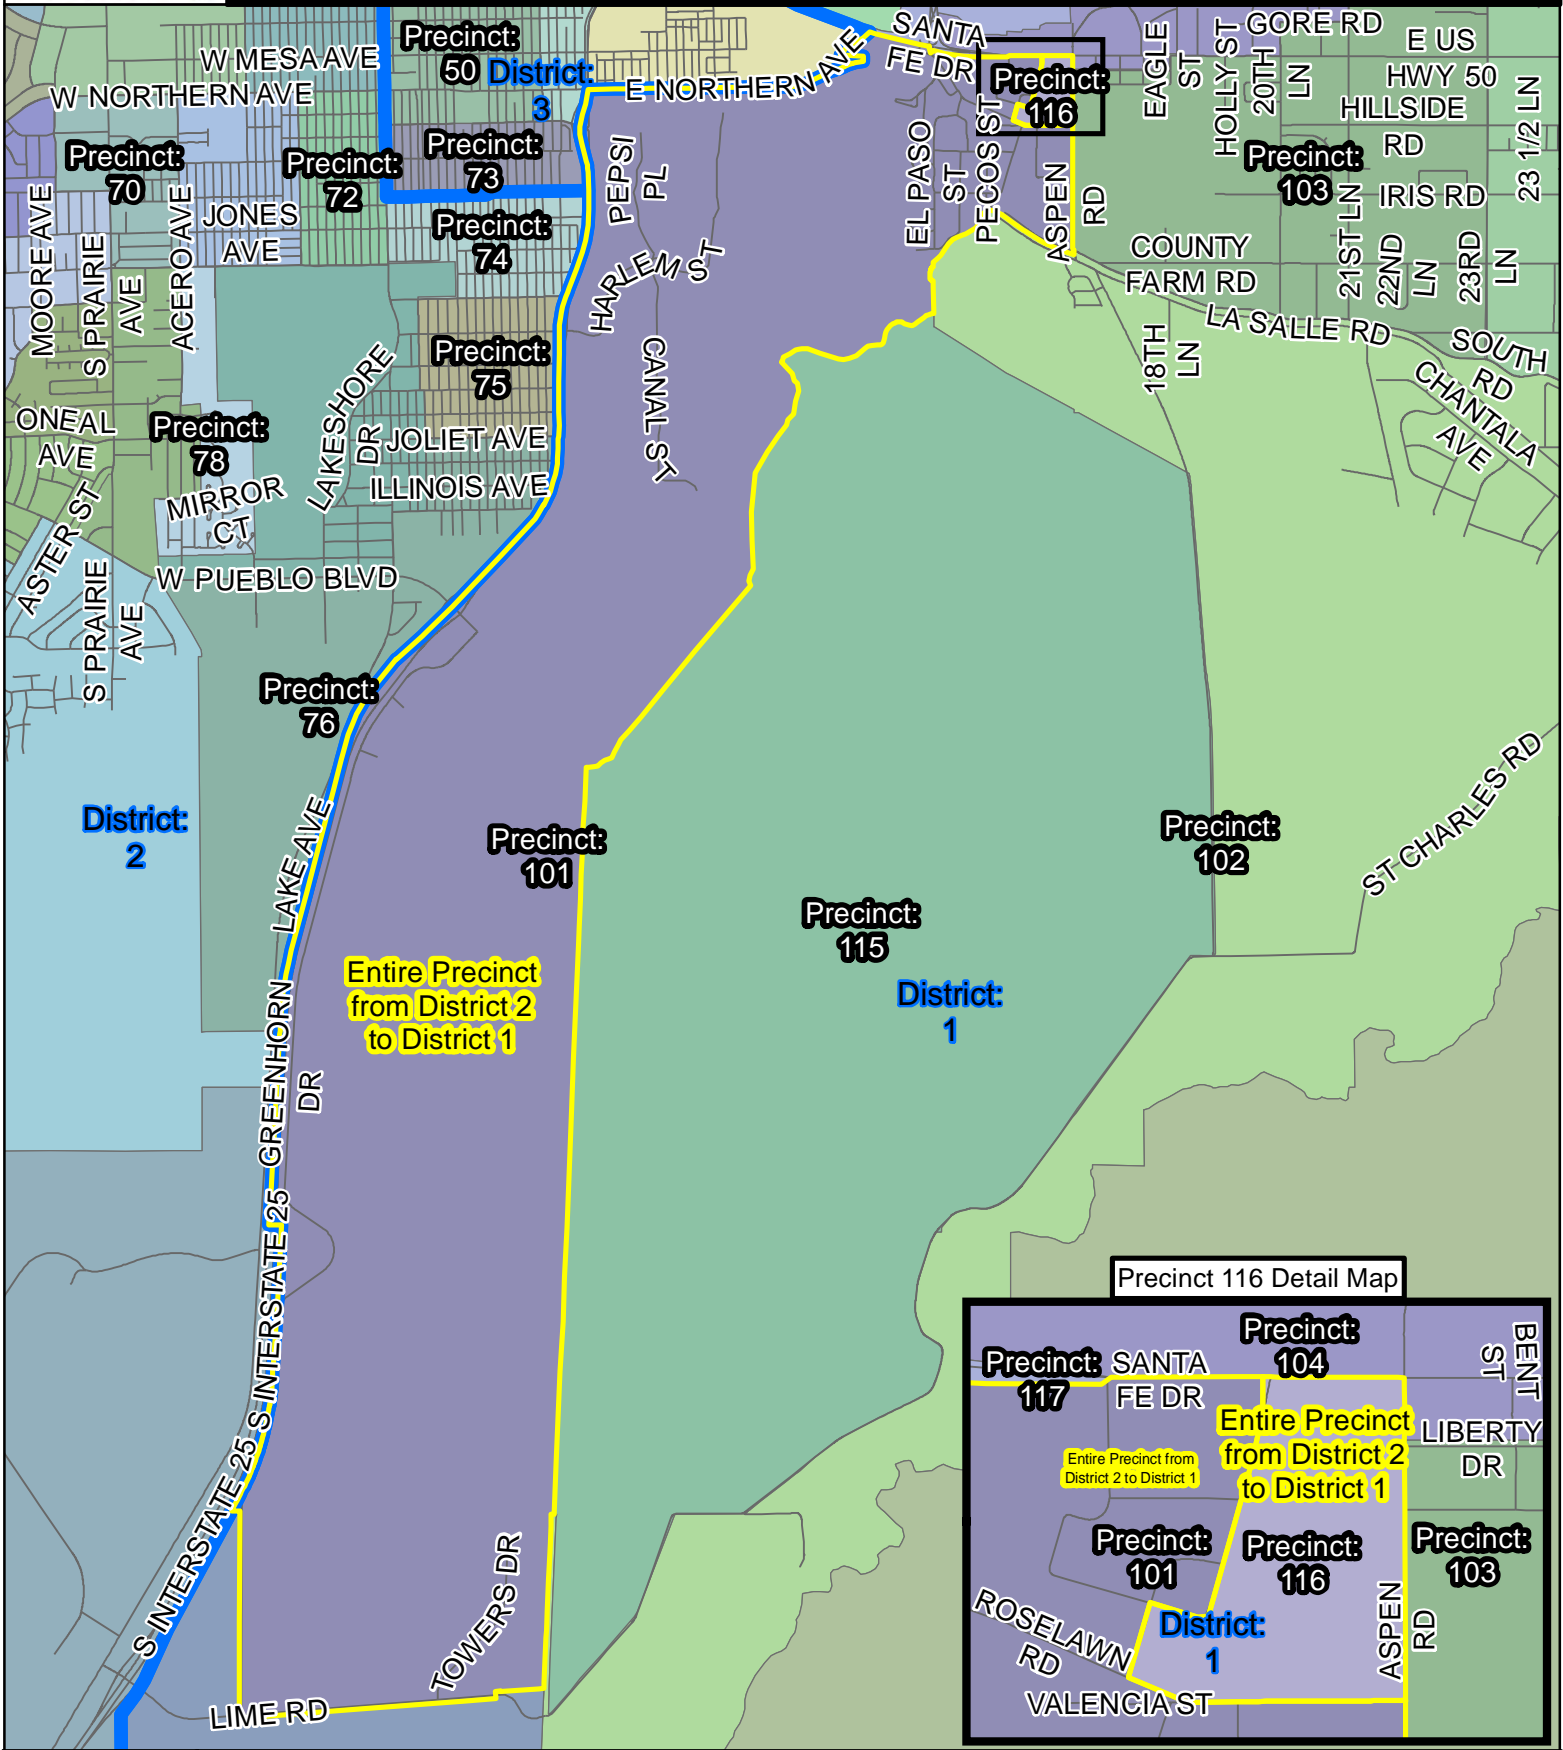 Precinct:
50
District:
3
W MESA AVE
W NORTHERN AVE
E NORTHERN AVE
SANTA
FE DR
Precinct:
116
EAGLE
ST
HOLLY ST
GORE RD
20TH
LN
E US
HWY 50
HILLSIDE
RD
23 1/2 LN
Precinct:
70
Precinct:
72
Precinct:
73
Precinct:
74
Precinct:
75
Precinct:
103
MOORE AVE
S PRAIRIE
AVE
ACERO AVE
JONES
AVE
PEPSI
PL
HARLEM ST
CANAL ST
EL PASO
ST
PECOS ST
ASPEN
RD
IRIS RD
COUNTY
FARM RD
21ST LN
22ND
LN
23RD
LN
LA SALLE RD
18TH
LN
SOUTH
RD
CHANTALA
AVE
ONEAL
AVE
Precinct:
78
MIRROR
CT
LAKESHORE
DR
JOLIET AVE
ILLINOIS AVE
ASTER ST
W PUEBLO BLVD
S PRAIRIE
AVE
Precinct:
76
District:
2
LAKE AVE
Precinct:
101
Precinct:
102
ST CHARLES RD
Precinct:
115
District:
1
Entire Precinct
from District 2
to District 1
GREENHORN
DR
S INTERSTATE 25
S INTERSTATE 25
TOWERS DR
LIME RD
Precinct 116 Detail Map
Precinct:
117
SANTA
FE DR
Precinct:
104
BENT
ST
Entire Precinct from
District 2 to District 1
Entire Precinct
from District 2
to District 1
LIBERTY
DR
Precinct:
101
Precinct:
116
Precinct:
103
ROSELAWN
RD
District:
1
ASPEN
RD
VALENCIA ST